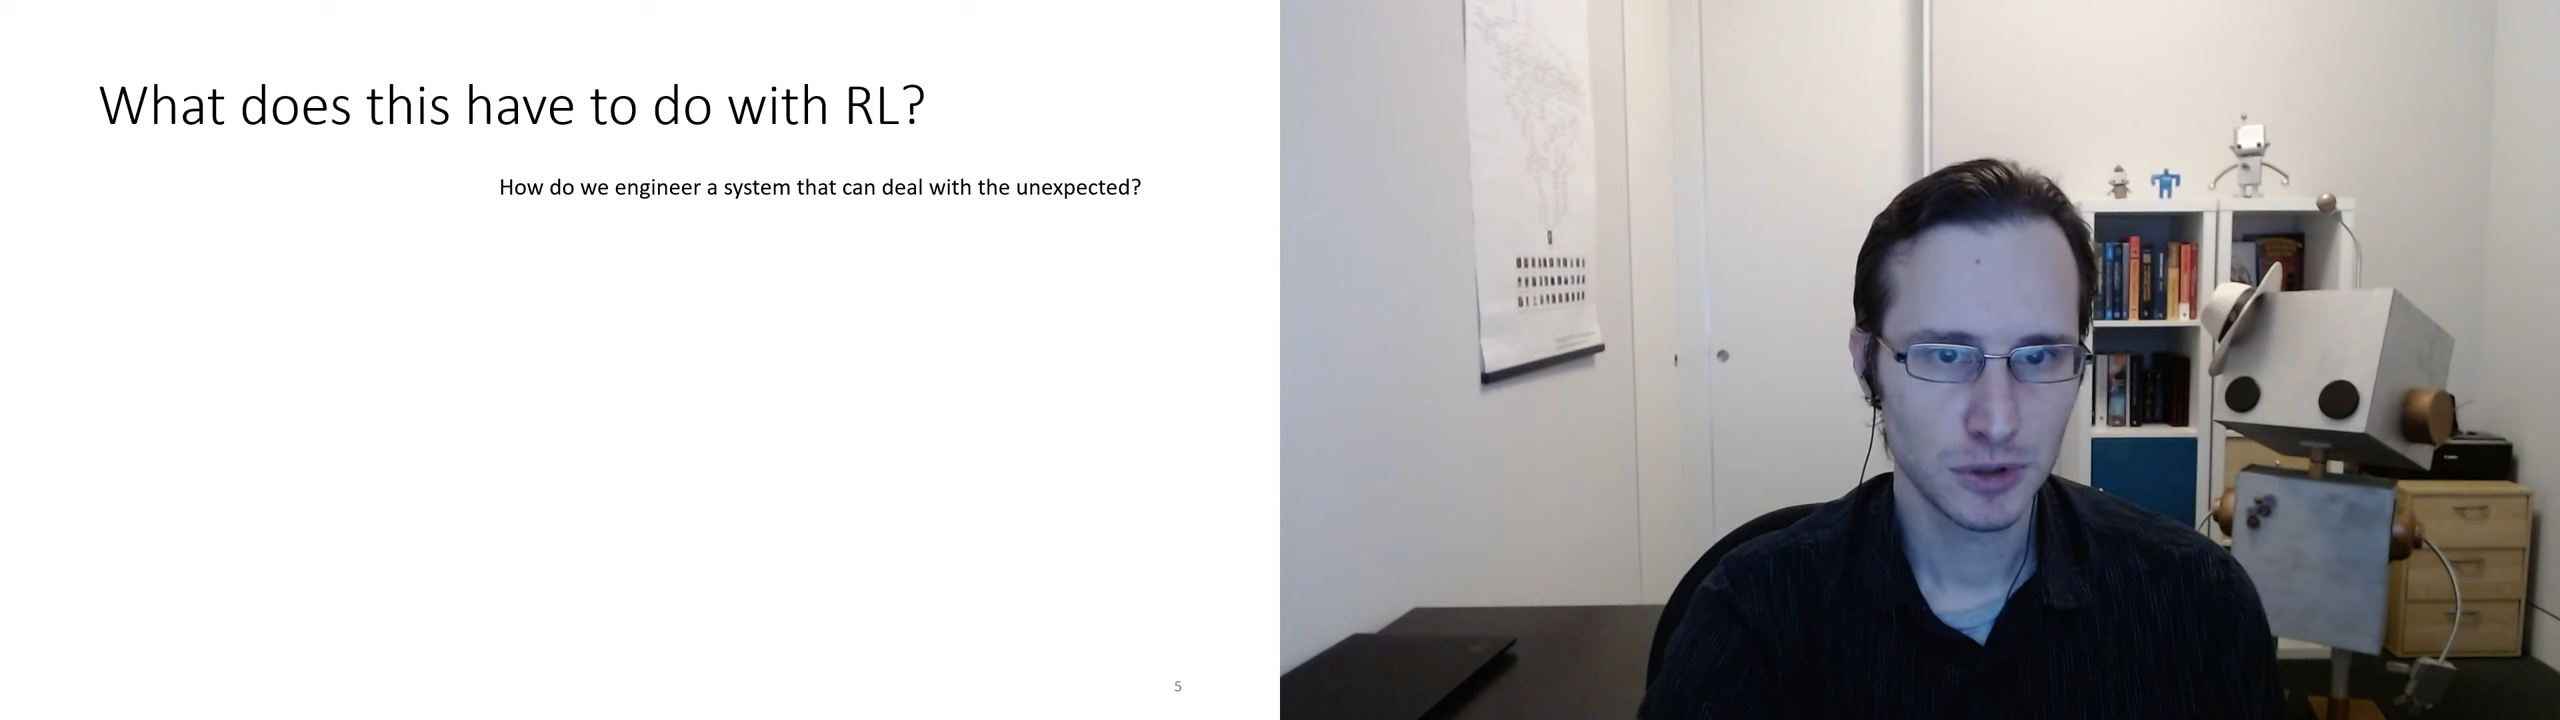 What does this have to do with RL?
How do we engineer a system that can deal with the unexpected?
5